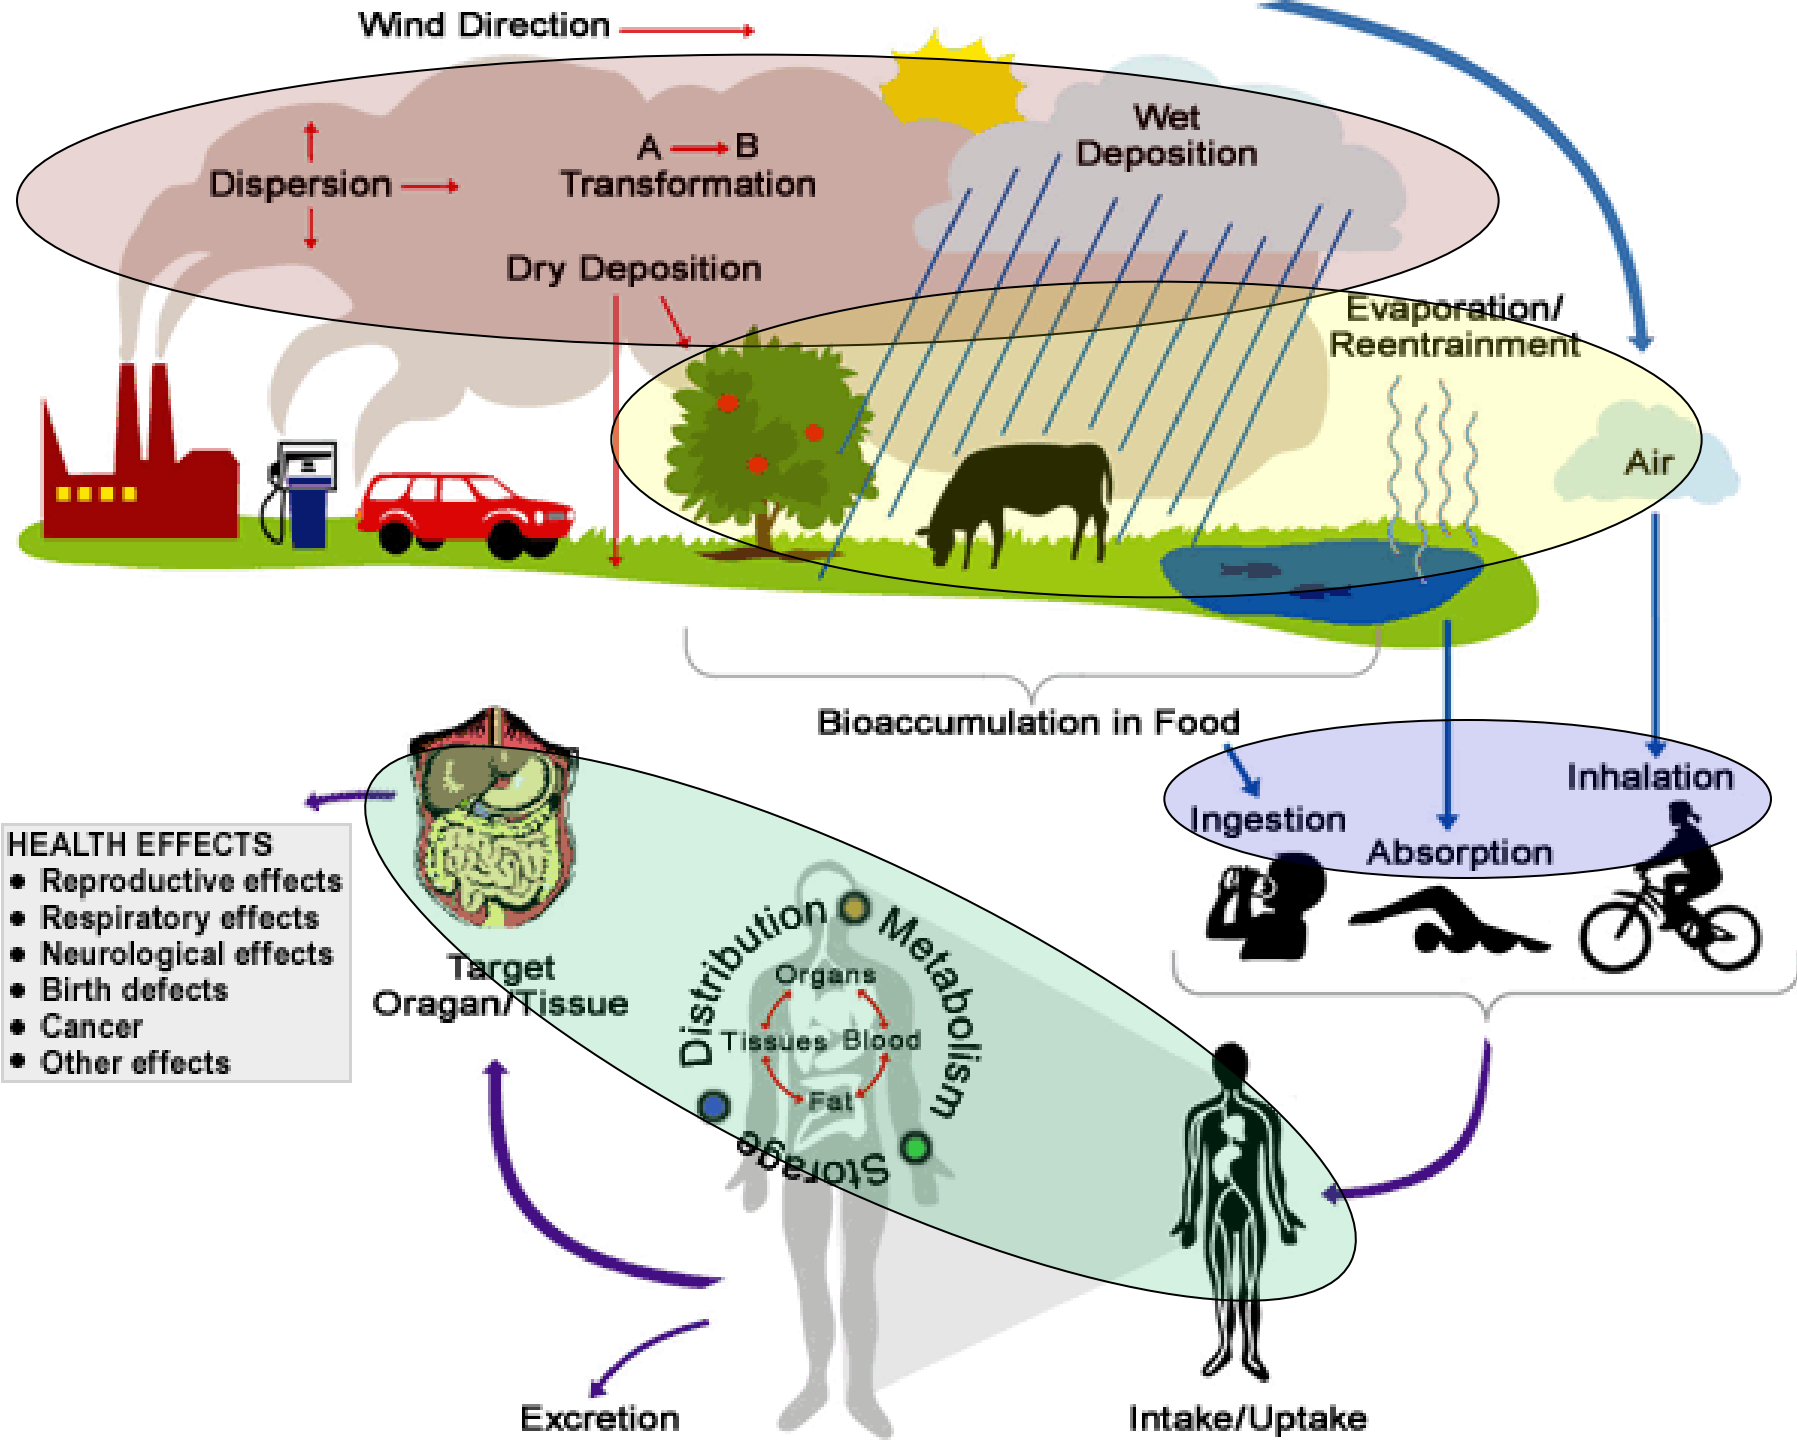 Wind Direction
Wet
Deposition
A
B
Dispersion
Transformation
Dry Deposition
Evaporation/
Reentrainment
Air
Bioaccumulation in Food
Inhalation
Ingestion
Absorption
HEALTH EFFECTS
• Reproductive effects
• Respiratory effects
• Neurological effects
• Birth defects
• Cancer
• Other effects
Target
Oragan/Tissue
Distribution
Metabolism
Storage
Organs
Tissues
Blood
Fat
Excretion
Intake/Uptake